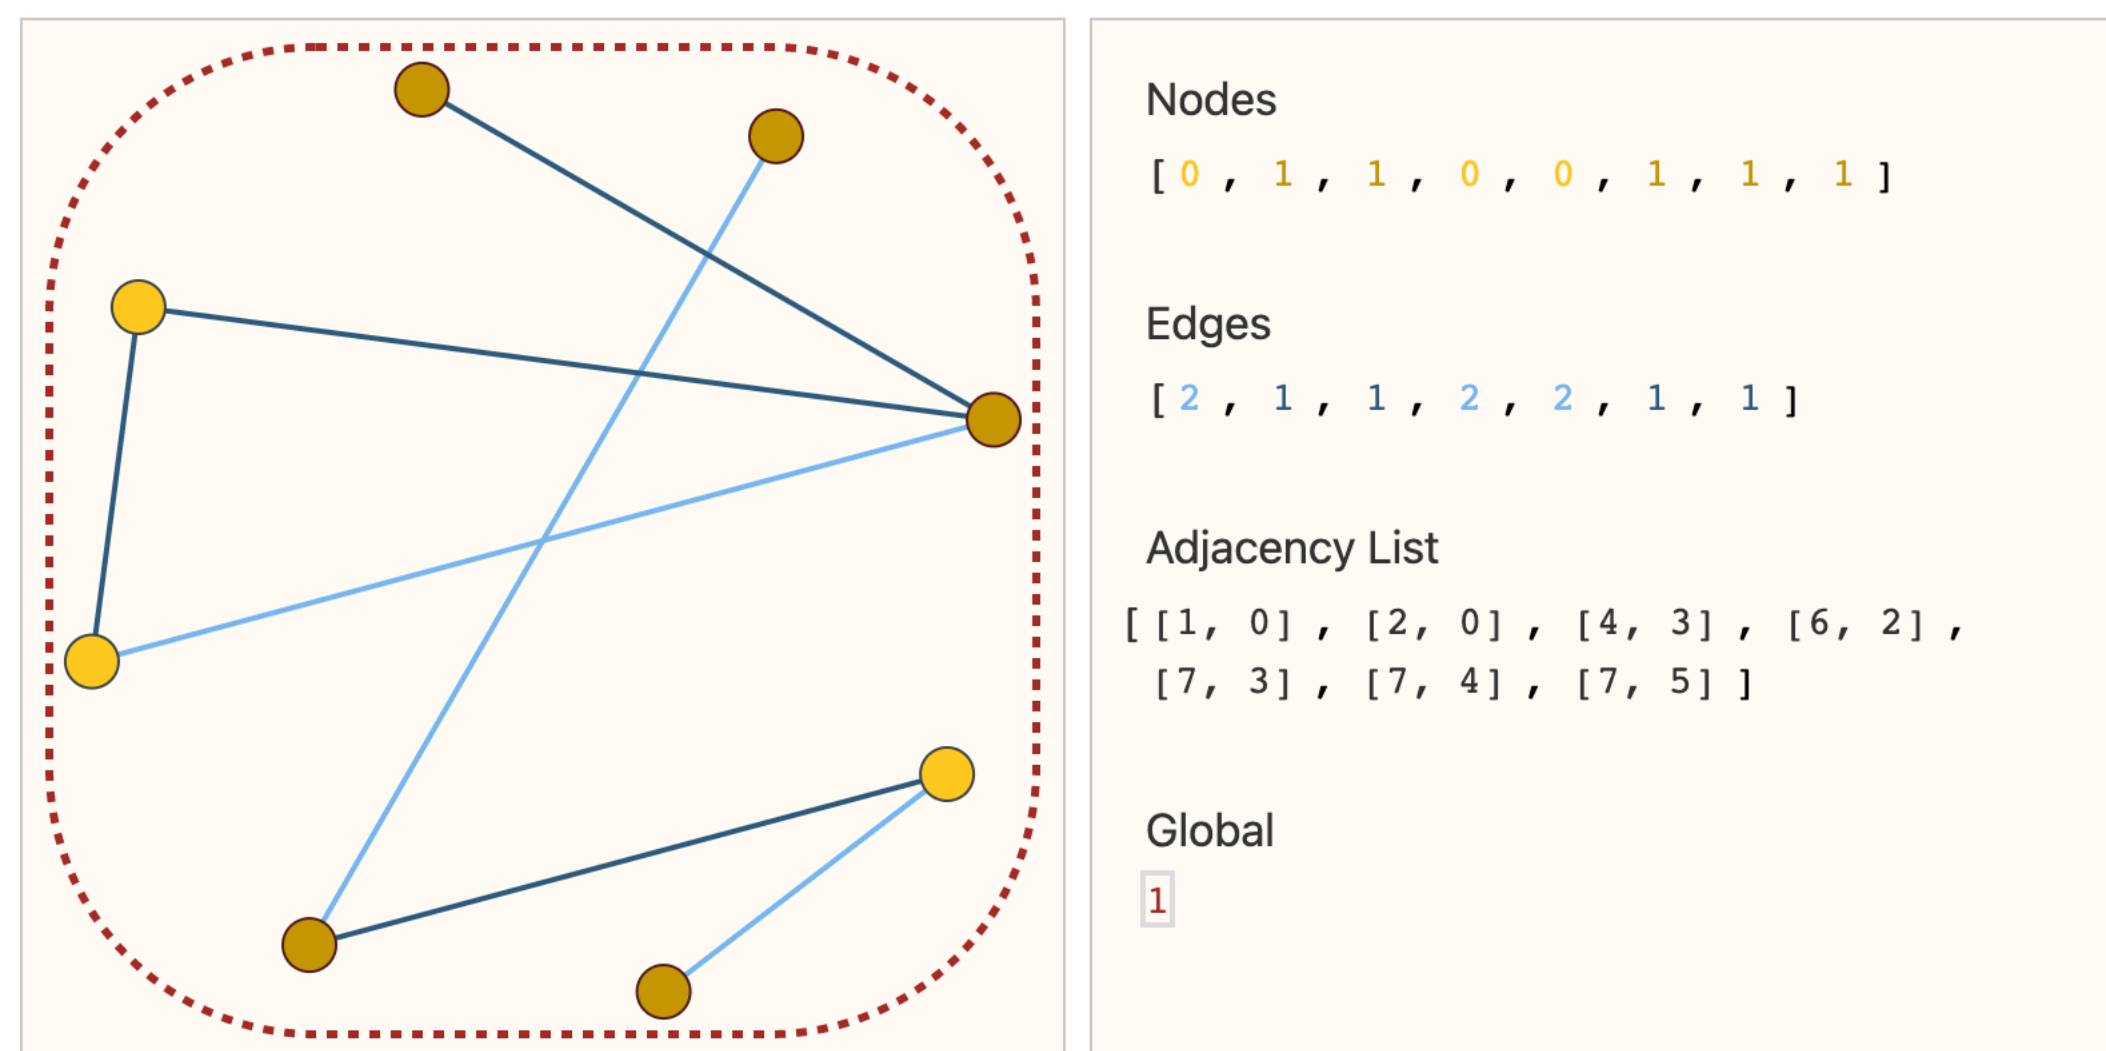 Nodes
[ 0 , 1 , 1 , 0 , 0 , 1 , 1 , 1 ]
Edges
[ 2 , 1 , 1 , 2 , 2 , 1 , 1 ]
Adjacency List
[ [1, 0] , [2, 0] , [4, 3] , [6, 2] ,
[7, 3] , [7, 4] , [7, 5] ]
Global
1